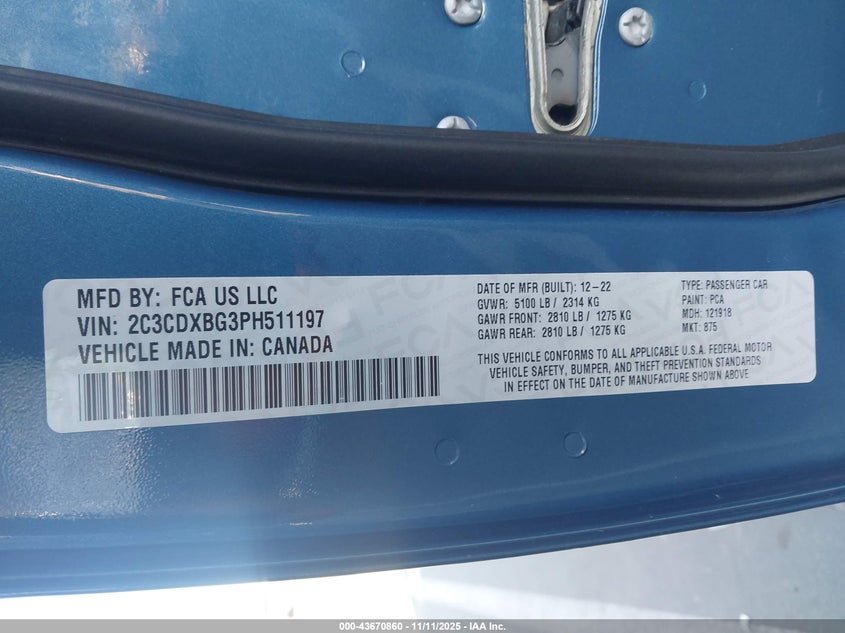 MFD BY: FCA US LLC
VIN: 2C3CDXBG3PH511197
VEHICLE MADE IN: CANADA
DATE OF MFR (BUILT): 12-22
GVWR: 5100 LB / 2314 KG
GAWR FRONT: 2810 LB / 1275 KG
GAWR REAR: 2810 LB / 1275 KG
TYPE: PASSENGER CAR
PAINT: PCA
MDH: 121918
MKT: 875
THIS VEHICLE CONFORMS TO ALL APPLICABLE U.S.A. FEDERAL MOTOR
VEHICLE SAFETY, BUMPER, AND THEFT PREVENTION STANDARDS
IN EFFECT ON THE DATE OF MANUFACTURE SHOWN ABOVE
000-43670860 - 11/11/2025 - IAA Inc.